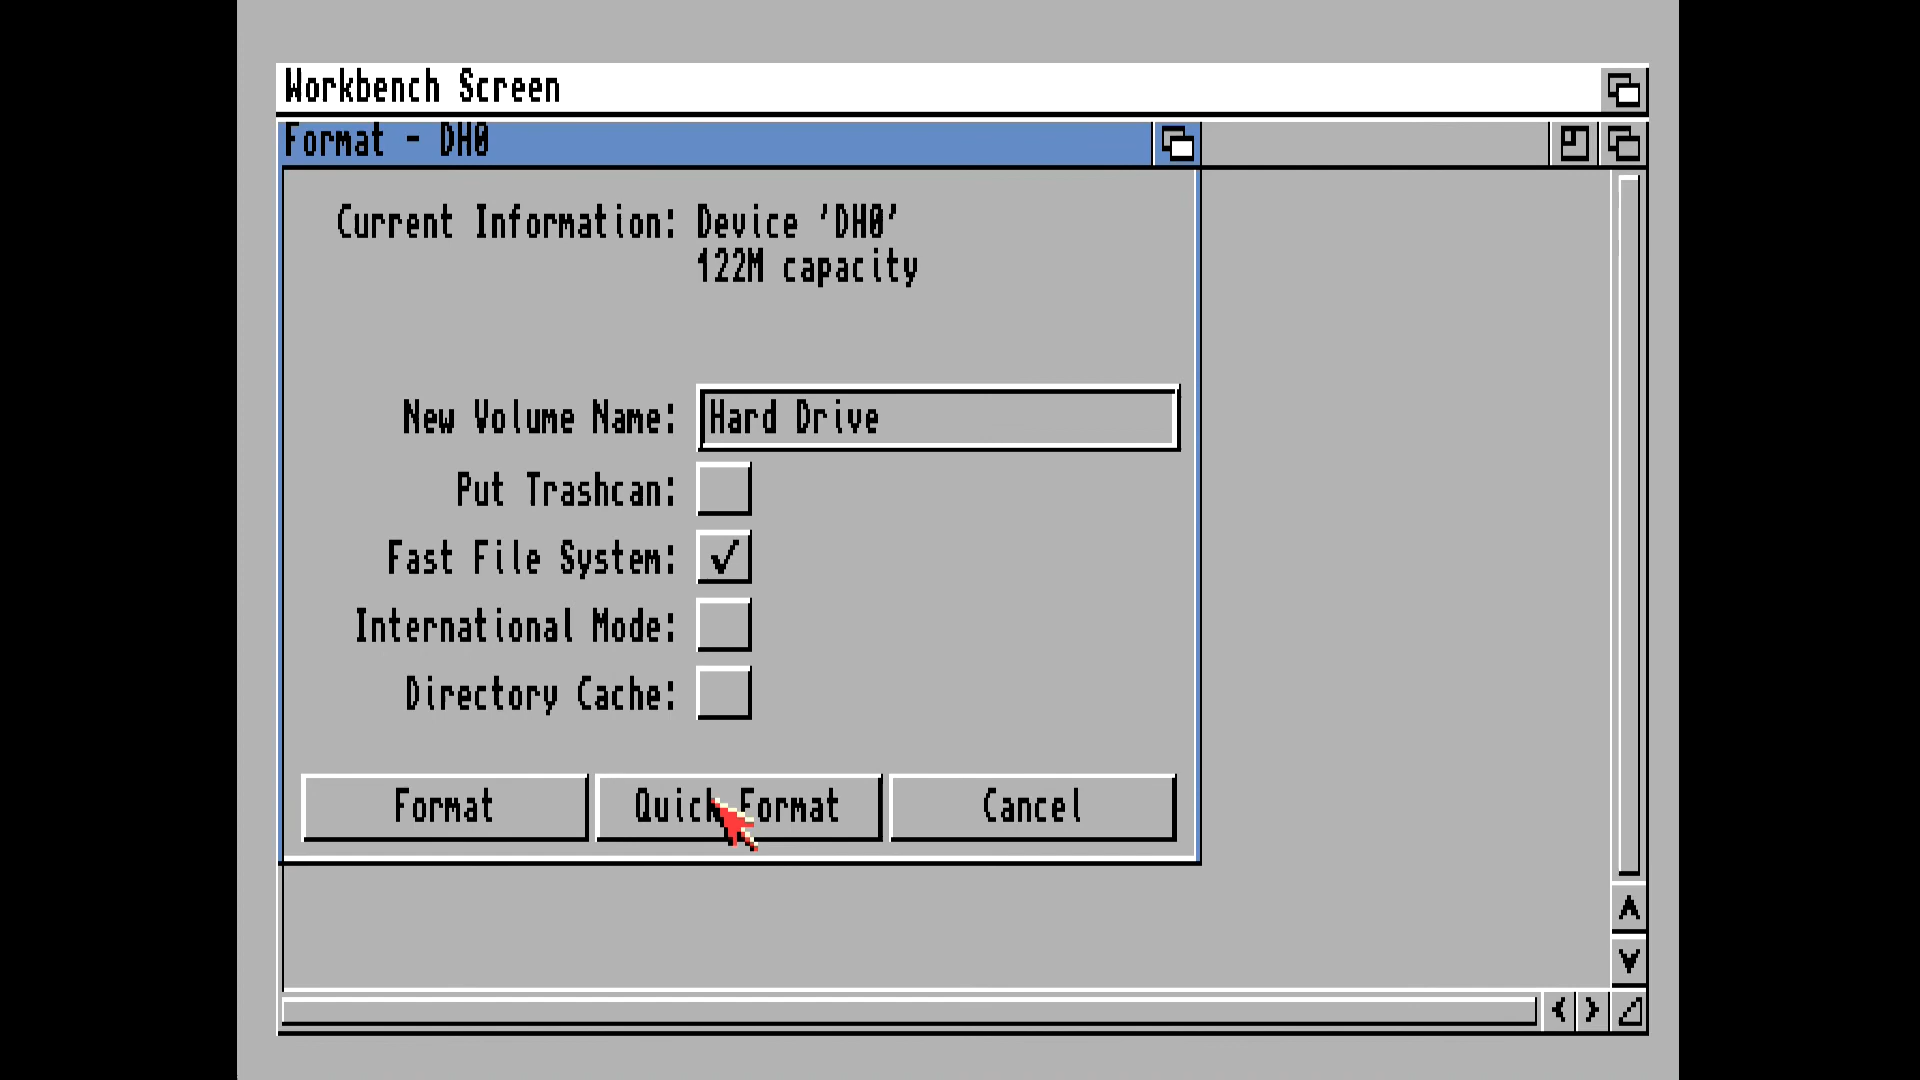 Workbench Screen
Format - DH0
Current Information: Device 'DH0'
122M capacity
New Volume Name: Hard Drive
Put Trashcan:
Fast File System:
International Mode:
Directory Cache:
Format Quick Format Cancel